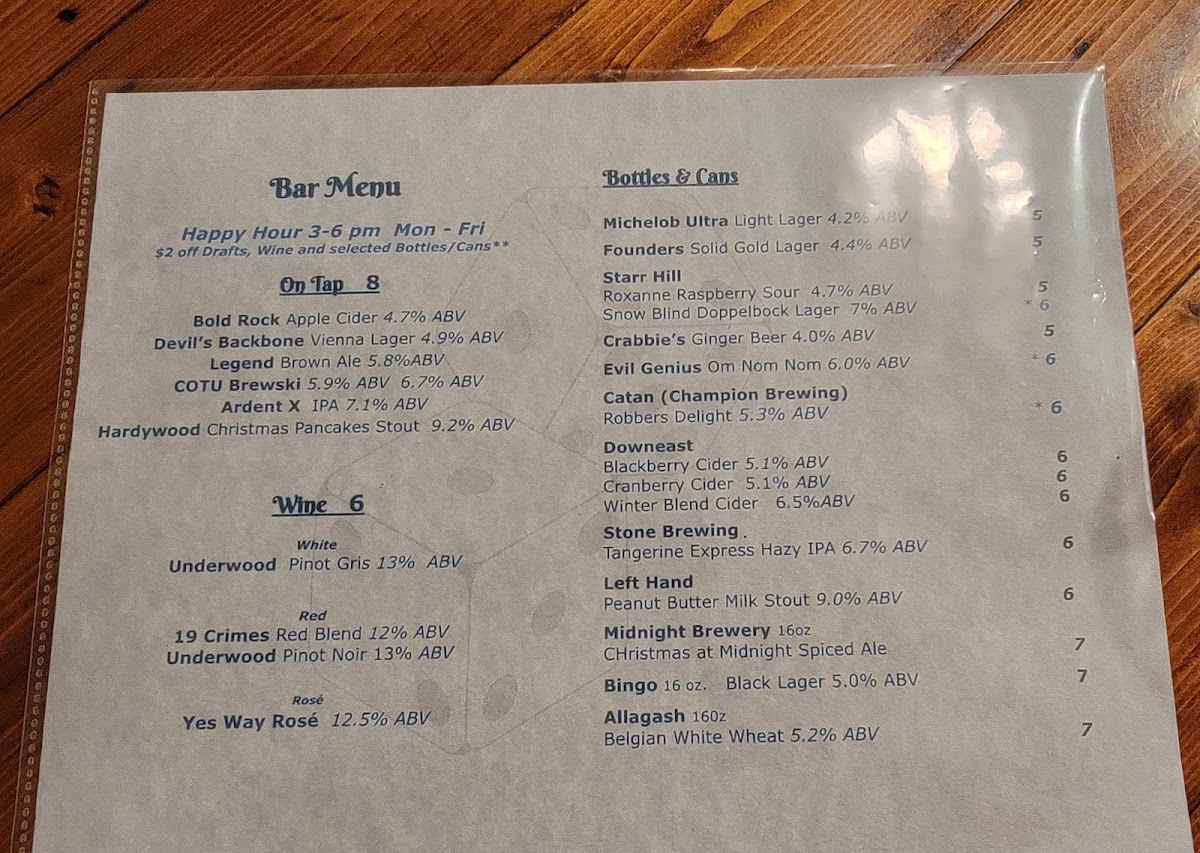 Bar Menu
Happy Hour 3-6 pm Mon - Fri
$2 off Drafts, Wine and selected Bottles/Cans**
On Tap 8
Bold Rock Apple Cider 4.7% ABV
Devil's Backbone Vienna Lager 4.9% ABV
Legend Brown Ale 5.8%ABV
COTU Brewski 5.9% ABV 6.7% ABV
Ardent X IPA 7.1% ABV
Hardywood Christmas Pancakes Stout 9.2% ABV
Wine 6
White
Underwood Pinot Gris 13% ABV
Red
19 Crimes Red Blend 12% ABV
Underwood Pinot Noir 13% ABV
Rosé
Yes Way Rosé 12.5% ABV
Bottles & Cans
Michelob Ultra Light Lager 4.2% ABV 5
Founders Solid Gold Lager 4.4% ABV 5
Starr Hill
Roxanne Raspberry Sour 4.7% ABV 5
Snow Blind Doppelbock Lager 7% ABV * 6
Crabbie's Ginger Beer 4.0% ABV 5
Evil Genius Om Nom Nom 6.0% ABV * 6
Catan (Champion Brewing)
Robbers Delight 5.3% ABV * 6
Downeast
Blackberry Cider 5.1% ABV 6
Cranberry Cider 5.1% ABV 6
Winter Blend Cider 6.5%ABV 6
Stone Brewing .
Tangerine Express Hazy IPA 6.7% ABV 6
Left Hand
Peanut Butter Milk Stout 9.0% ABV 6
Midnight Brewery 16oz
CHristmas at Midnight Spiced Ale 7
Bingo 16 oz. Black Lager 5.0% ABV 7
Allagash 160z
Belgian White Wheat 5.2% ABV 7